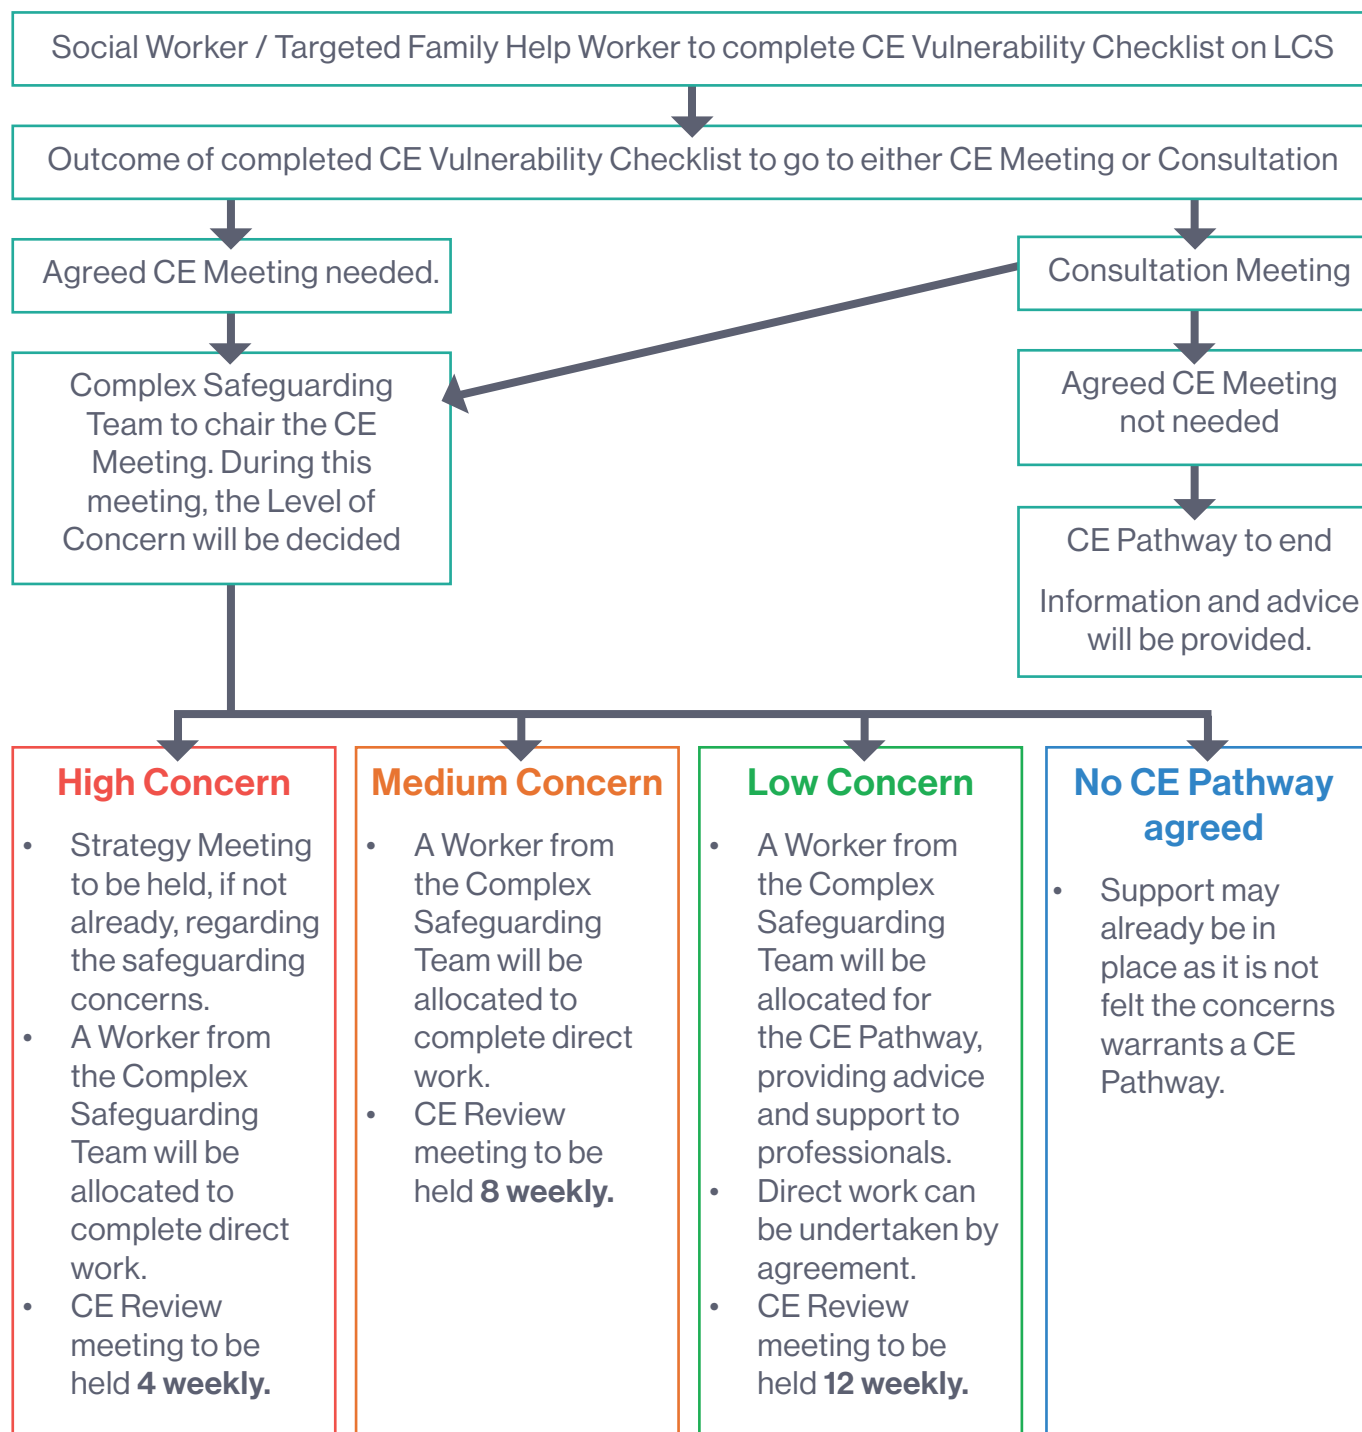 Social Worker / Targeted Family Help Worker to complete CE Vulnerability Checklist on LCS
Outcome of completed CE Vulnerability Checklist to go to either CE Meeting or Consultation
Agreed CE Meeting needed.
Consultation Meeting
Complex Safeguarding
Team to chair the CE
Meeting. During this
meeting, the Level of
Concern will be decided
Agreed CE Meeting
not needed
CE Pathway to end
Information and advice
will be provided.
High Concern
• Strategy Meeting
to be held, if not
already, regarding
the safeguarding
concerns.
• A Worker from
the Complex
Safeguarding
Team will be
allocated to
complete direct
work.
• CE Review
meeting to be
held 4 weekly.
Medium Concern
• A Worker from
the Complex
Safeguarding
Team will be
allocated to
complete direct
work.
• CE Review
meeting to be
held 8 weekly.
Low Concern
• A Worker from
the Complex
Safeguarding
Team will be
allocated for
the CE Pathway,
providing advice
and support to
professionals.
• Direct work can
be undertaken by
agreement.
• CE Review
meeting to be
held 12 weekly.
No CE Pathway
agreed
• Support may
already be in
place as it is not
felt the concerns
warrants a CE
Pathway.